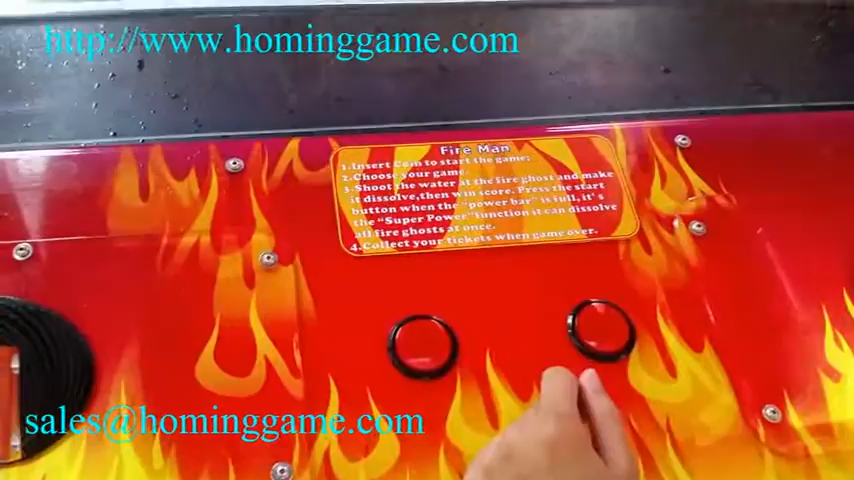 http://www.hominggame.com
Fire Man
1.Insert Coin to start the game.
2.Choose your game.
3.Shoot the water at the fire ghost and make
it dissolve,then win score. Press the start
button when the "power bar" is full,it's
the "Super Power"function it can dissolve
all fire ghosts at once.
4.Collect your tickets when game over.
sales@hominggame.com